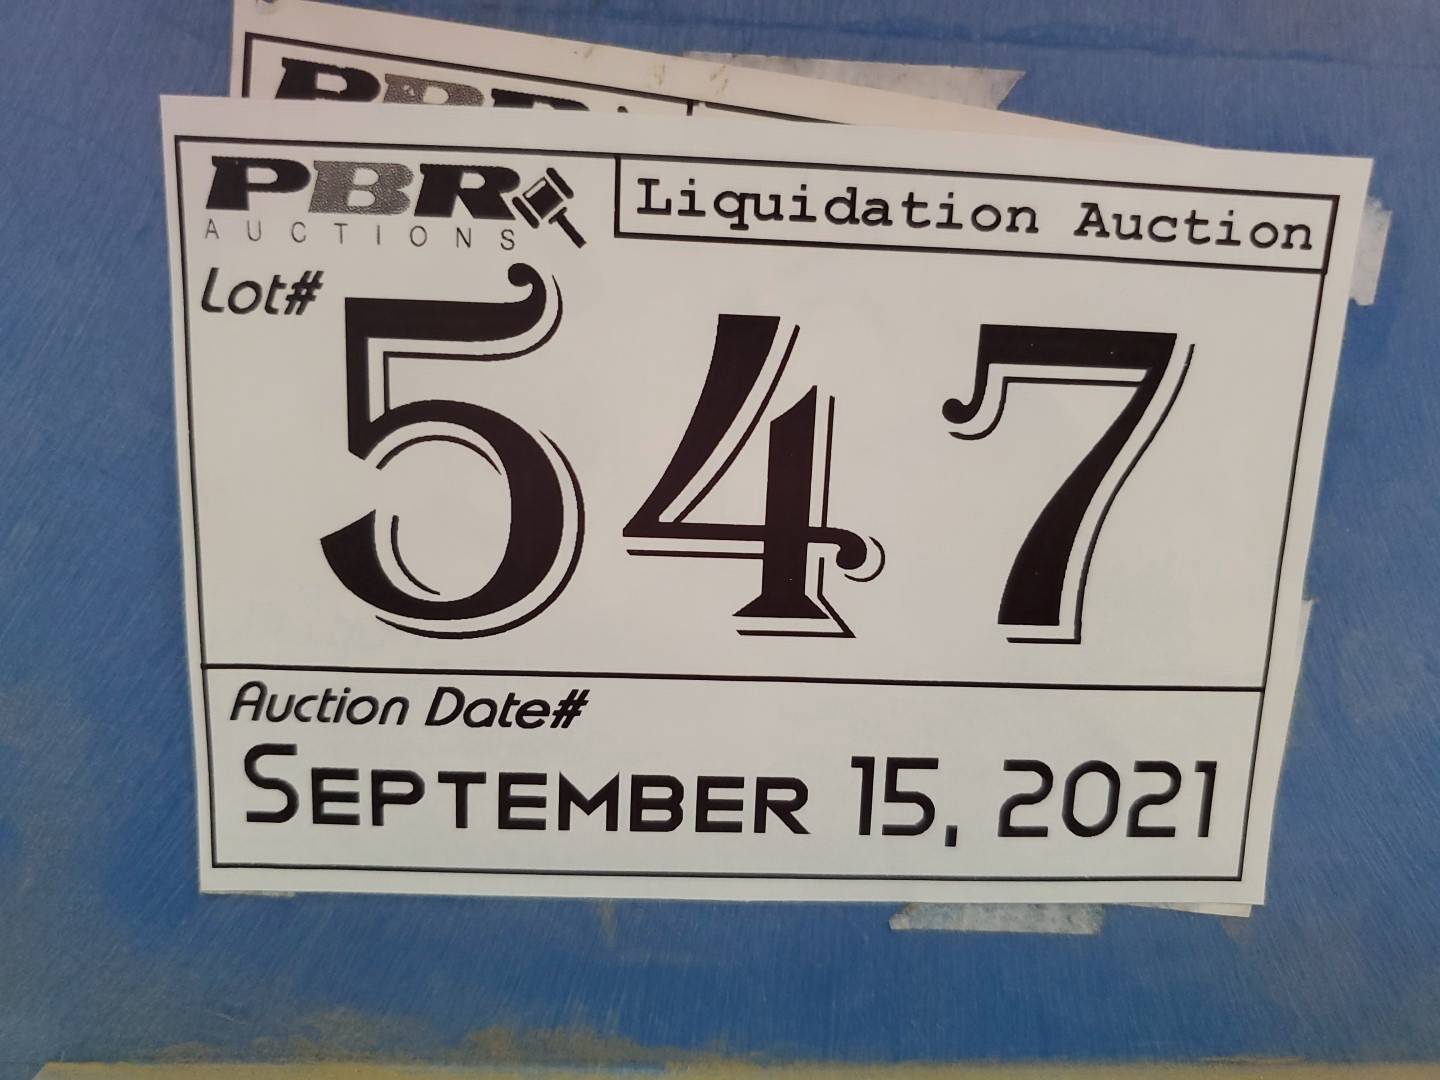 PBR
AUCTIONS
Liquidation Auction
Lot#
547
Auction Date#
September 15, 2021